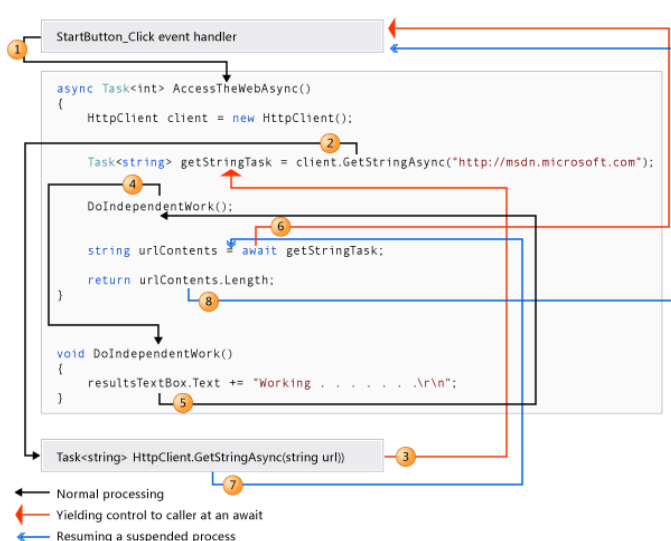 StartButton_Click event handler
1
async Task<int> AccessTheWebAsync()
{
HttpClient client = new HttpClient();
2
Task<string> getStringTask = client.GetStringAsync("http://msdn.microsoft.com");
4
DoIndependentWork();
6
string urlContents = await getStringTask;
return urlContents.Length;
8
}
void DoIndependentWork()
{
resultsTextBox.Text += "Working . . . . . . .\r\n";
}
5
Task<string> HttpClient.GetStringAsync(string url))
3
7
Normal processing
Yielding control to caller at an await
Resuming a suspended process